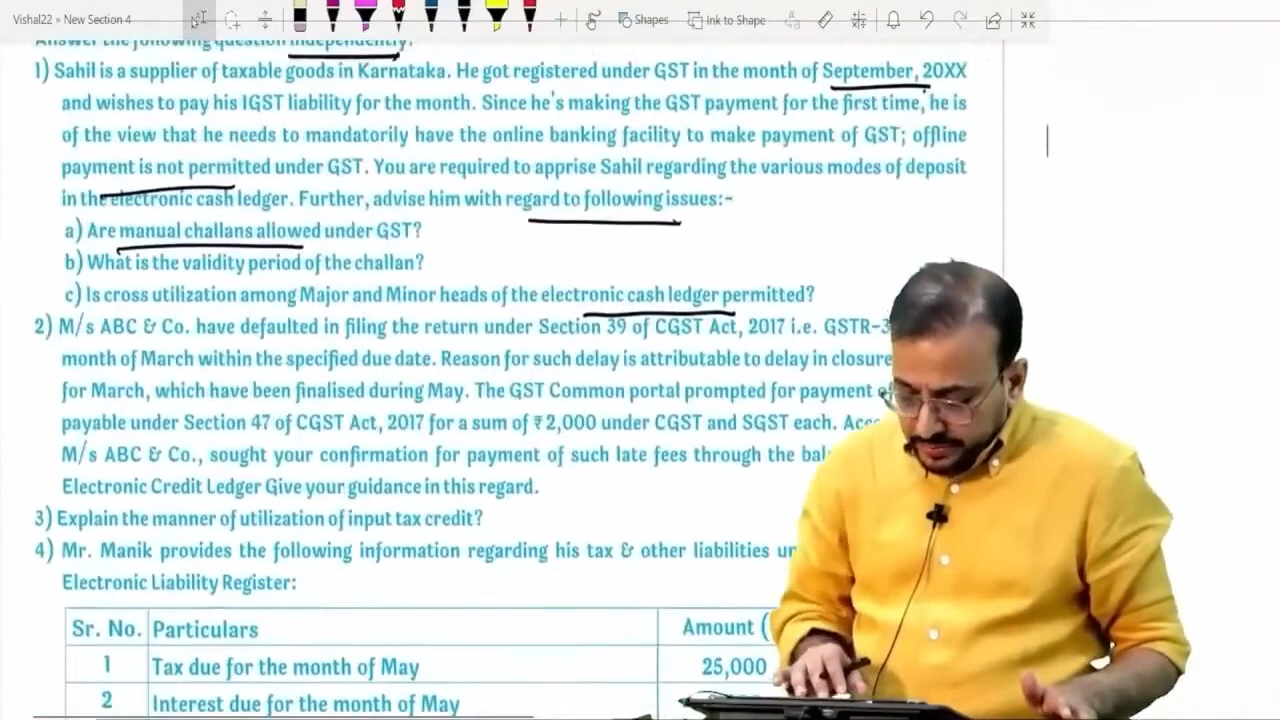 Vishal22 » New Section 4
Shapes
Ink to Shape
Answer the following question independently:
1) Sahil is a supplier of taxable goods in Karnataka. He got registered under GST in the month of September, 20XX
and wishes to pay his IGST liability for the month. Since he's making the GST payment for the first time, he is
of the view that he needs to mandatorily have the online banking facility to make payment of GST; offline
payment is not permitted under GST. You are required to apprise Sahil regarding the various modes of deposit
in the electronic cash ledger. Further, advise him with regard to following issues:-
a) Are manual challans allowed under GST?
b) What is the validity period of the challan?
c) Is cross utilization among Major and Minor heads of the electronic cash ledger permitted?
2) M/s ABC & Co. have defaulted in filing the return under Section 39 of CGST Act, 2017 i.e. GSTR-3
month of March within the specified due date. Reason for such delay is attributable to delay in closure
for March, which have been finalised during May. The GST Common portal prompted for payment
payable under Section 47 of CGST Act, 2017 for a sum of ₹2,000 under CGST and SGST each.
M/s ABC & Co., sought your confirmation for payment of such late fees through the
Electronic Credit Ledger Give your guidance in this regard.
3) Explain the manner of utilization of input tax credit?
4) Mr. Manik provides the following information regarding his tax & other liabilities
Electronic Liability Register:
Sr. No. Particulars Amount (
1 Tax due for the month of May 25,000
2 Interest due for the month of May